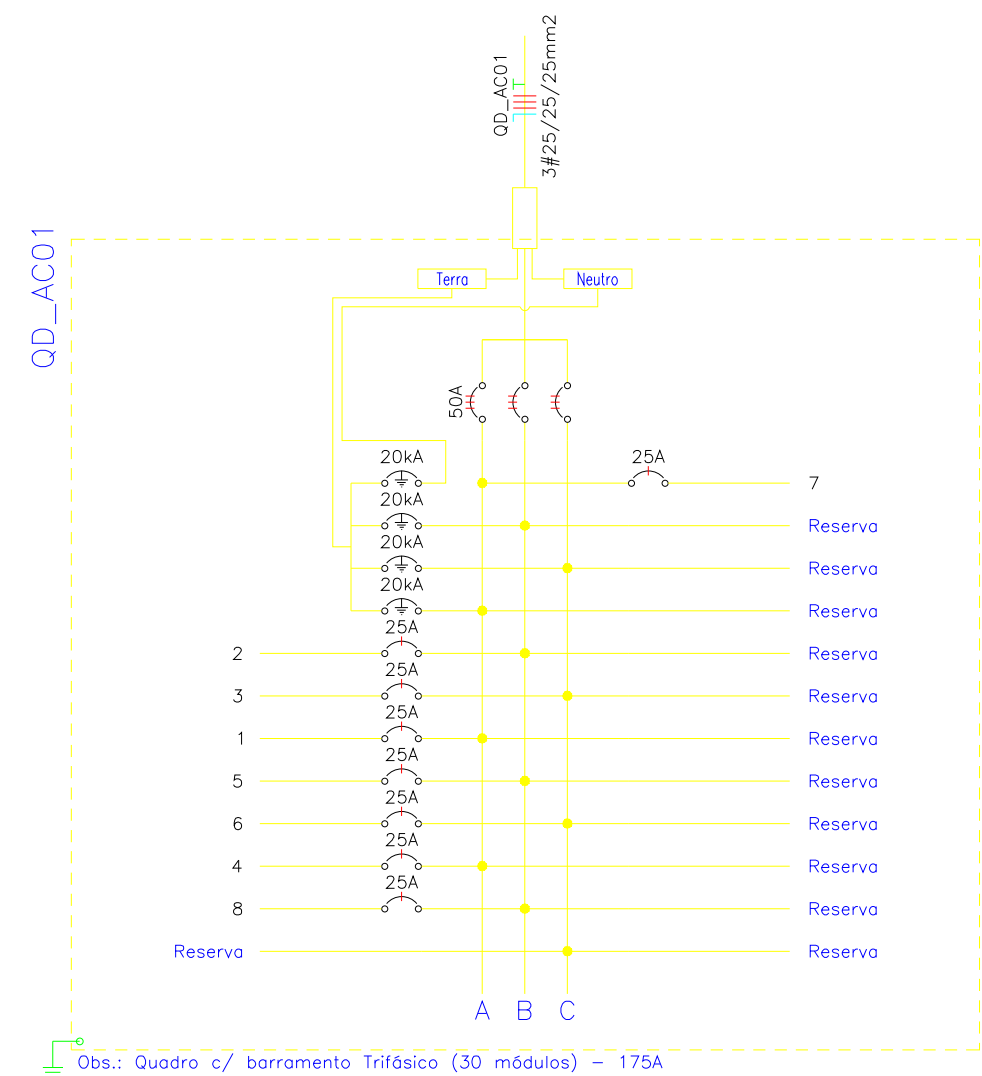 QD_AC01
3#25/25/25mm2
QD_AC01
Terra
Neutro
50A
20kA
25A
7
20kA
Reserva
20kA
Reserva
20kA
Reserva
25A
2
Reserva
25A
3
Reserva
25A
1
Reserva
25A
5
Reserva
25A
6
Reserva
25A
4
Reserva
25A
8
Reserva
Reserva
Reserva
A B C
Obs.: Quadro c/ barramento Trifásico (30 módulos) – 175A